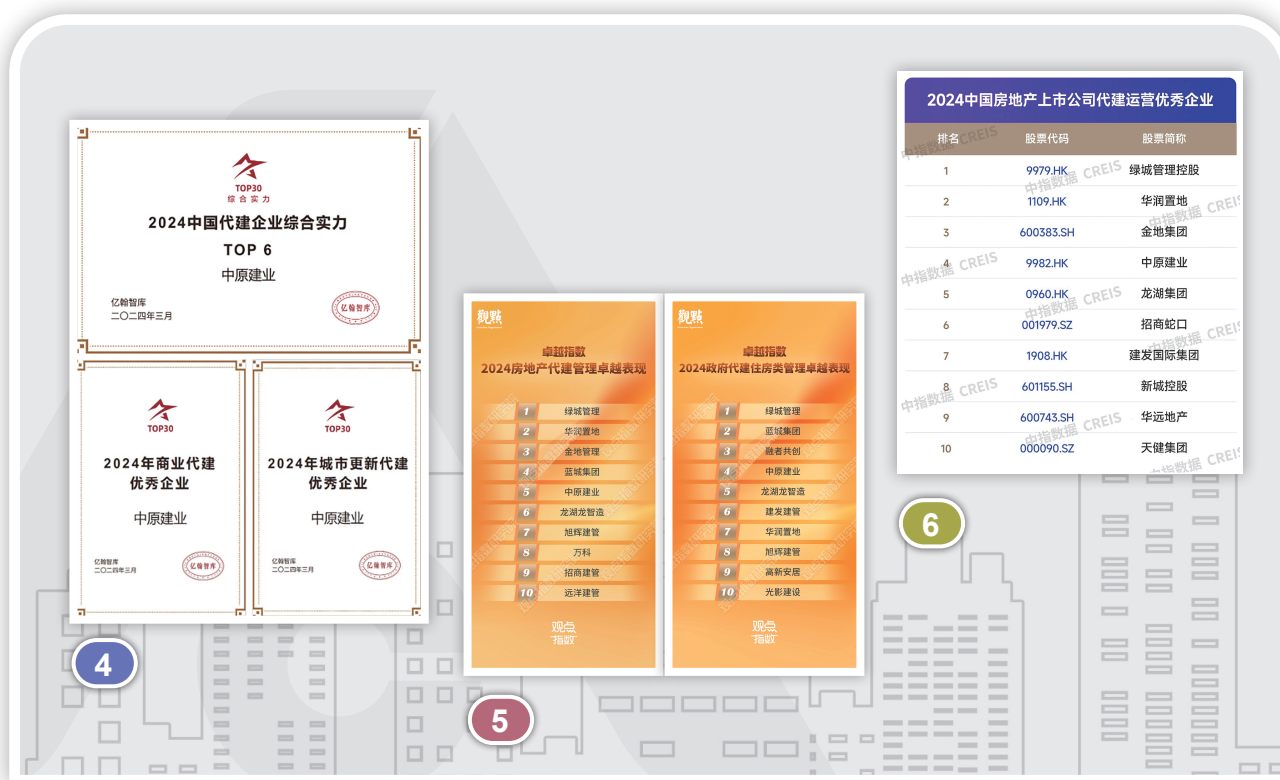 TOP30
综合实力
2024中国代建企业综合实力
TOP 6
中原建业
亿翰智库
二〇二四年三月
亿翰智库
TOP30
2024年商业代建
优秀企业
中原建业
亿翰智库
二〇二四年三月
亿翰智库
TOP30
2024年城市更新代建
优秀企业
中原建业
亿翰智库
二〇二四年三月
亿翰智库
4
觀點
卓越指数
2024房地产代建管理卓越表现
1 绿城管理
2 华润置地
3 金地管理
4 蓝城集团
5 中原建业
6 龙湖龙智造
7 旭辉建管
8 万科
9 招商建管
10 远洋建管
观点
指数
觀點
卓越指数
2024政府代建住房类管理卓越表现
1 绿城管理
2 蓝城集团
3 融者共创
4 中原建业
5 龙湖龙智造
6 建发建管
7 华润置地
8 旭辉建管
9 高新安居
10 光影建设
观点
指数
5
2024中国房地产上市公司代建运营优秀企业
排名 股票代码 股票简称
1 9979.HK 绿城管理控股
2 1109.HK 华润置地
3 600383.SH 金地集团
4 9982.HK 中原建业
5 0960.HK 龙湖集团
6 001979.SZ 招商蛇口
7 1908.HK 建发国际集团
8 601155.SH 新城控股
9 600743.SH 华远地产
10 000090.SZ 天健集团
中指数据 CREIS
6